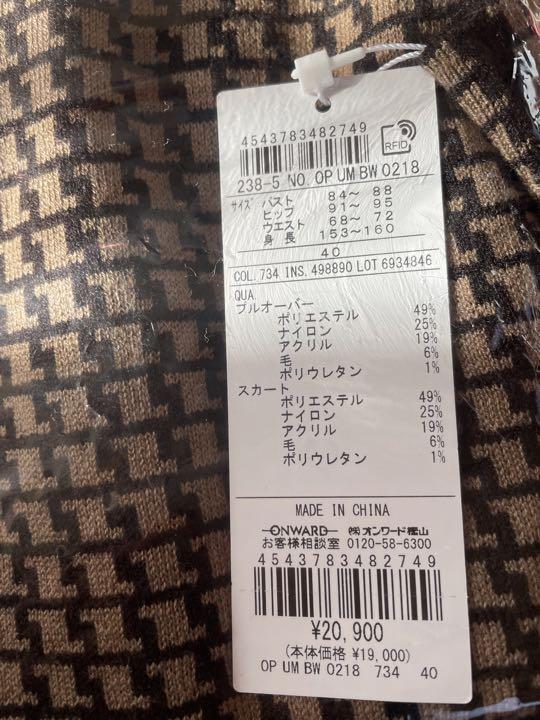 4543783482749
RFID
238-5 NO. OP UM BW 0218
サイズ バスト 84～ 88
ヒップ 91～ 95
ウエスト 68～ 72
身長 153～160
40
COL. 734 INS. 498890 LOT 6934846
QUA.
プルオーバー
ポリエステル 49%
ナイロン 25%
アクリル 19%
毛 6%
ポリウレタン 1%
スカート
ポリエステル 49%
ナイロン 25%
アクリル 19%
毛 6%
ポリウレタン 1%
MADE IN CHINA
ONWARD ㈱オンワード樫山
お客様相談室 0120-58-6300
4543783482749
¥20,900
(本体価格 ¥19,000)
OP UM BW 0218 734 40